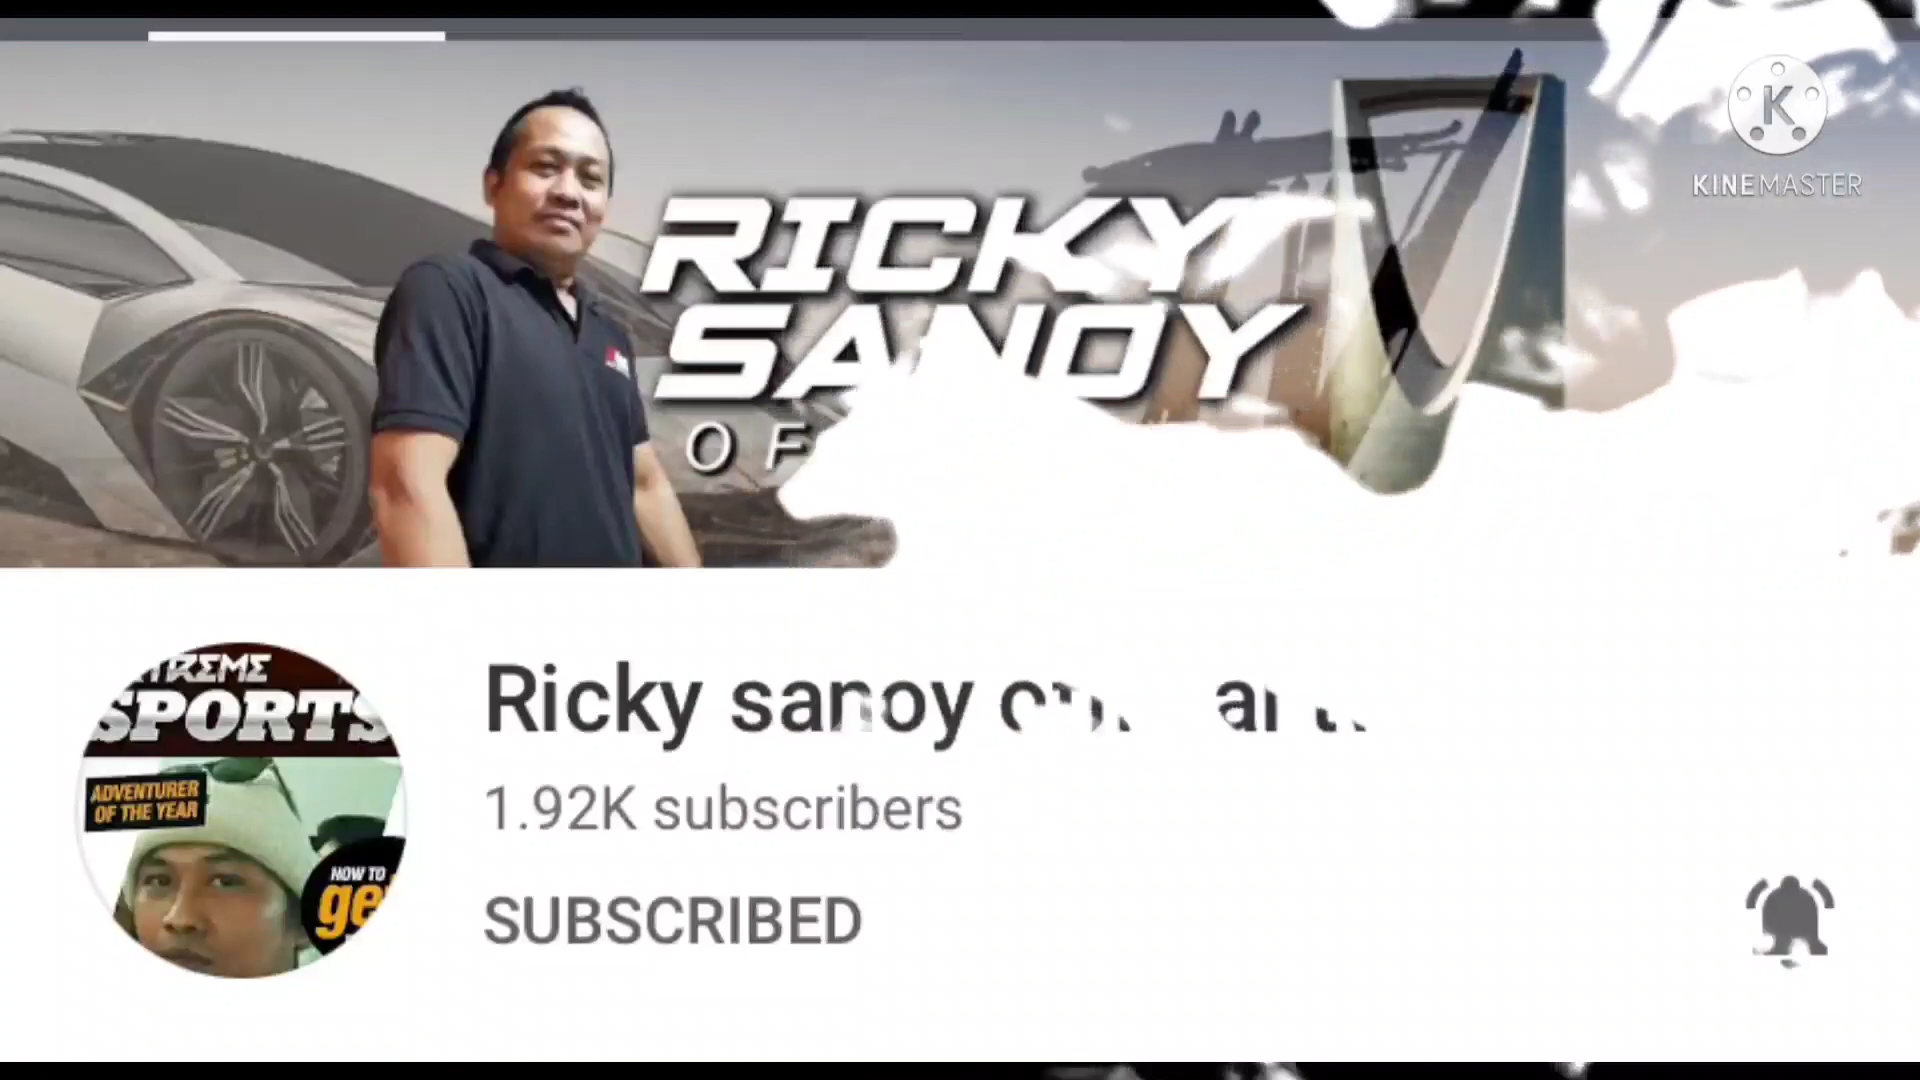 KINEMASTER
RICKY
SANOY
Ricky sanoy
1.92K subscribers
SUBSCRIBED
SPORTS
ADVENTURER
OF THE YEAR
HOW TO